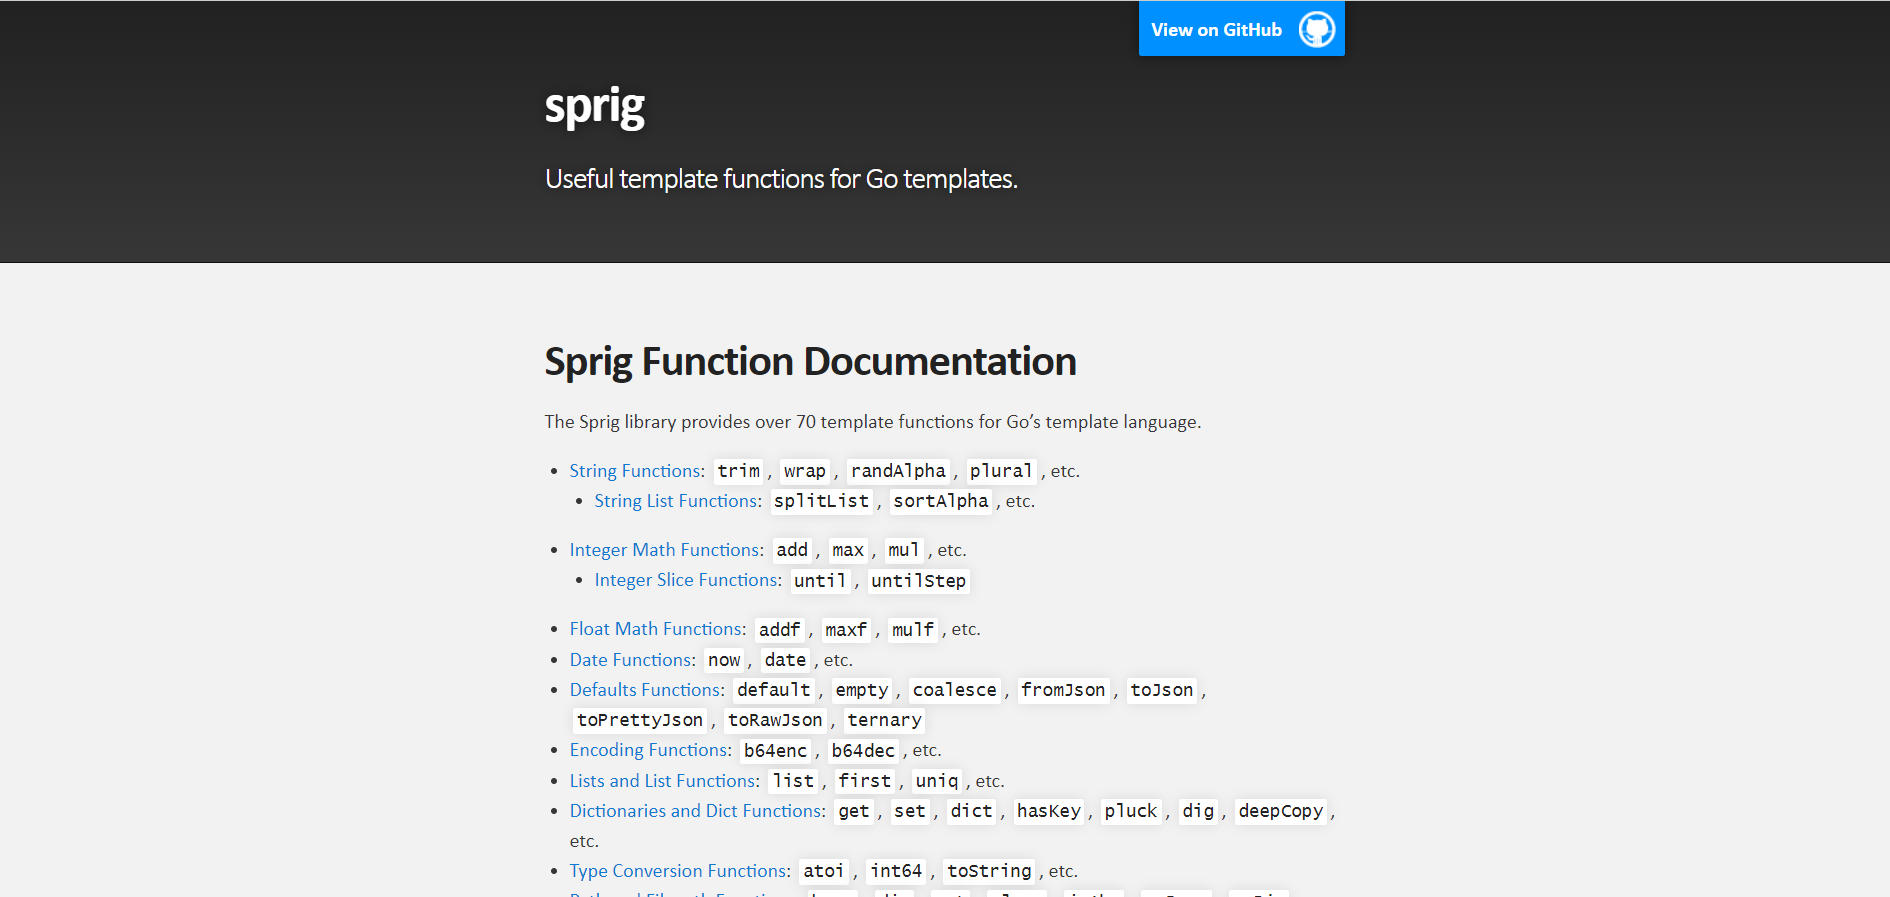 View on GitHub
sprig
Useful template functions for Go templates.
Sprig Function Documentation
The Sprig library provides over 70 template functions for Go’s template language.
• String Functions: trim, wrap, randAlpha, plural, etc.
• String List Functions: splitList, sortAlpha, etc.
• Integer Math Functions: add, max, mul, etc.
• Integer Slice Functions: until, untilStep
• Float Math Functions: addf, maxf, mulf, etc.
• Date Functions: now, date, etc.
• Defaults Functions: default, empty, coalesce, fromJson, toJson,
toPrettyJson, toRawJson, ternary
• Encoding Functions: b64enc, b64dec, etc.
• Lists and List Functions: list, first, uniq, etc.
• Dictionaries and Dict Functions: get, set, dict, hasKey, pluck, dig, deepCopy,
etc.
• Type Conversion Functions: atoi, int64, toString, etc.